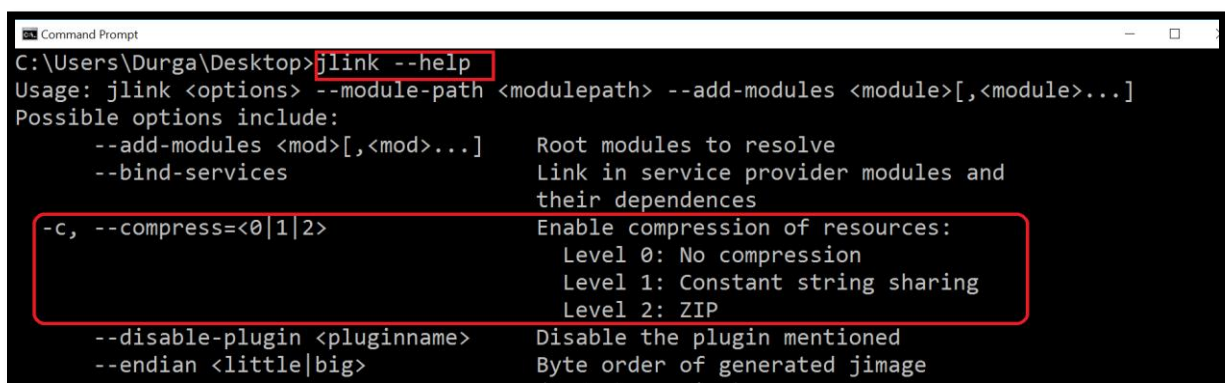 Command Prompt
C:\Users\Durga\Desktop>jlink --help
Usage: jlink <options> --module-path <modulepath> --add-modules <module>[,<module>...]
Possible options include:
      --add-modules <mod>[,<mod>...]    Root modules to resolve
      --bind-services                   Link in service provider modules and
                                        their dependences
  -c, --compress=<0|1|2>                Enable compression of resources:
                                          Level 0: No compression
                                          Level 1: Constant string sharing
                                          Level 2: ZIP
      --disable-plugin <pluginname>     Disable the plugin mentioned
      --endian <little|big>             Byte order of generated jimage